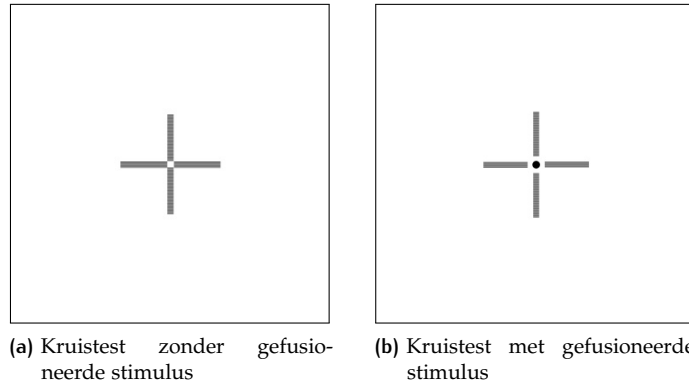 (a) Kruistest zonder gefusio-
neerde stimulus
(b) Kruistest met gefusioneerde
stimulus